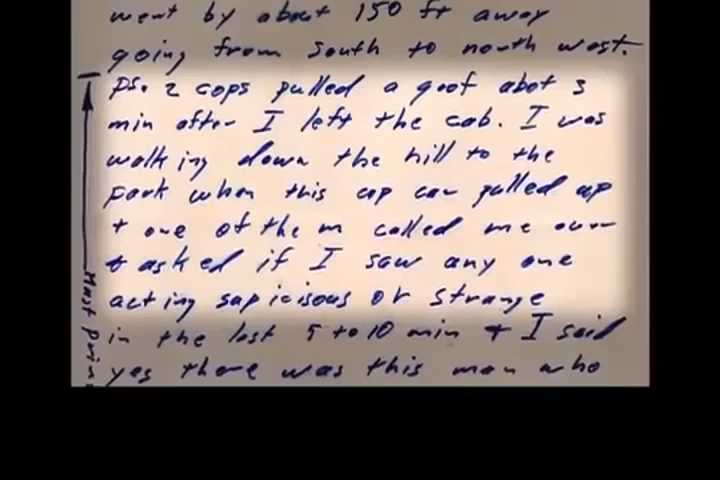 went by about 150 ft away
going from south to north west.
ps. 2 cops pulled a goof abot 3
min after I left the cab. I was
walking down the hill to the
park when this cop car pulled up
+ one of them called me over
+ asked if I saw any one
acting sapicisous or strange
in the last 5 to 10 min + I said
yes there was this man who
Must prin